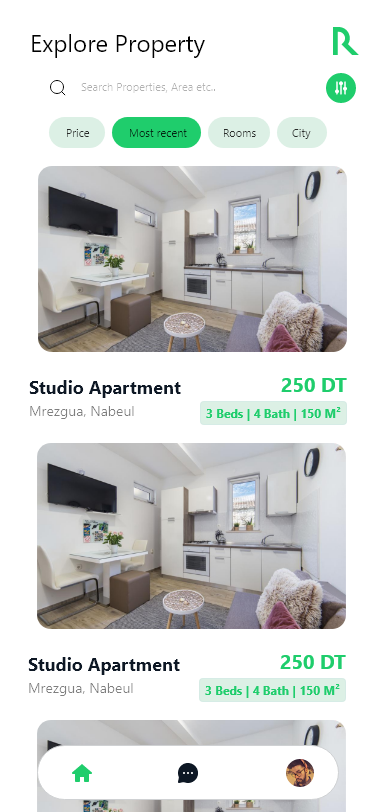 Explore Property
R
Search Properties, Area etc..
Price Most recent Rooms City
Studio Apartment 250 DT
Mrezgua, Nabeul 3 Beds | 4 Bath | 150 M²
Studio Apartment 250 DT
Mrezgua, Nabeul 3 Beds | 4 Bath | 150 M²